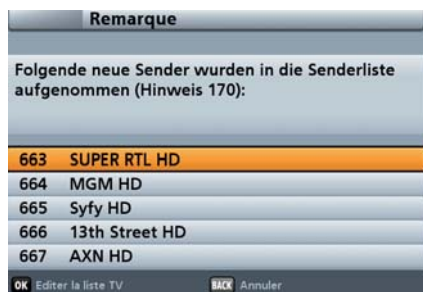 Remarque
Folgende neue Sender wurden in die Senderliste
aufgenommen (Hinweis 170):
663 SUPER RTL HD
664 MGM HD
665 Syfy HD
666 13th Street HD
667 AXN HD
OK Editer la liste TV BACK Annuler